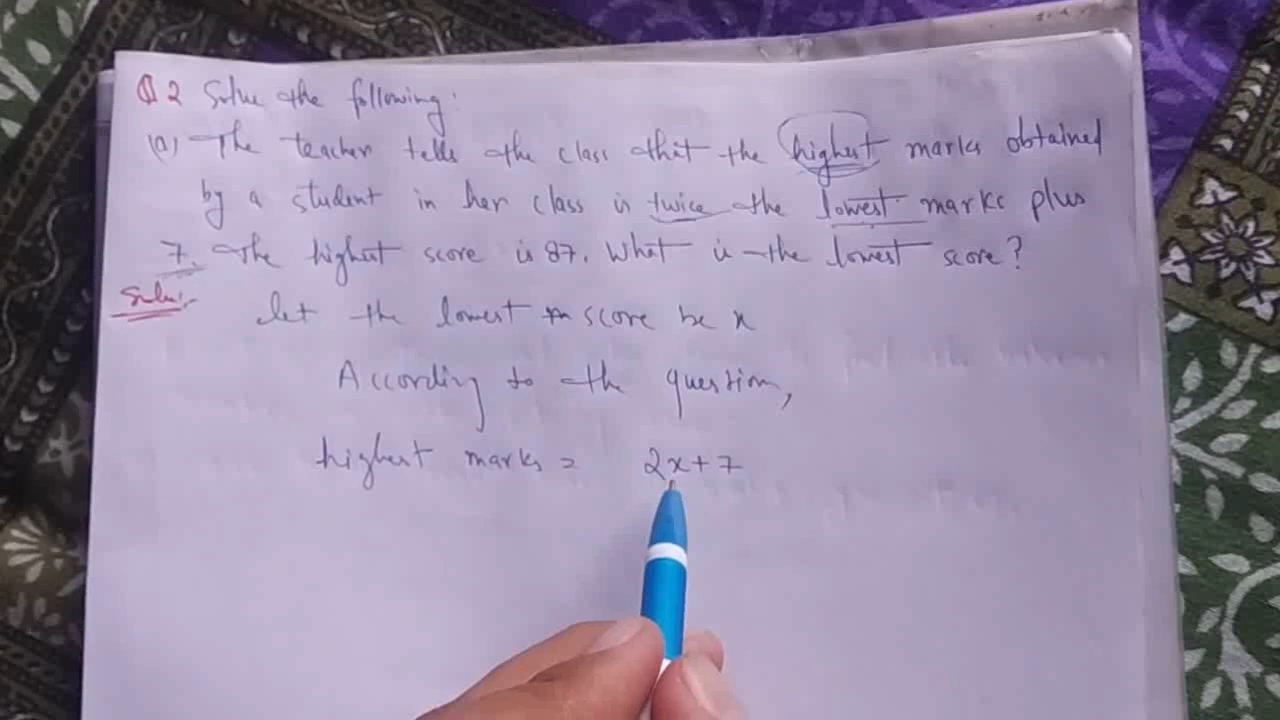 Q 2 Solve the following:
(a) The teacher tells the class that the highest marks obtained
by a student in her class is twice the lowest marks plus
7. The highest score is 87. What is the lowest score?
Soln:-
let the lowest score be x
According to the question,
highest marks = 2x+7